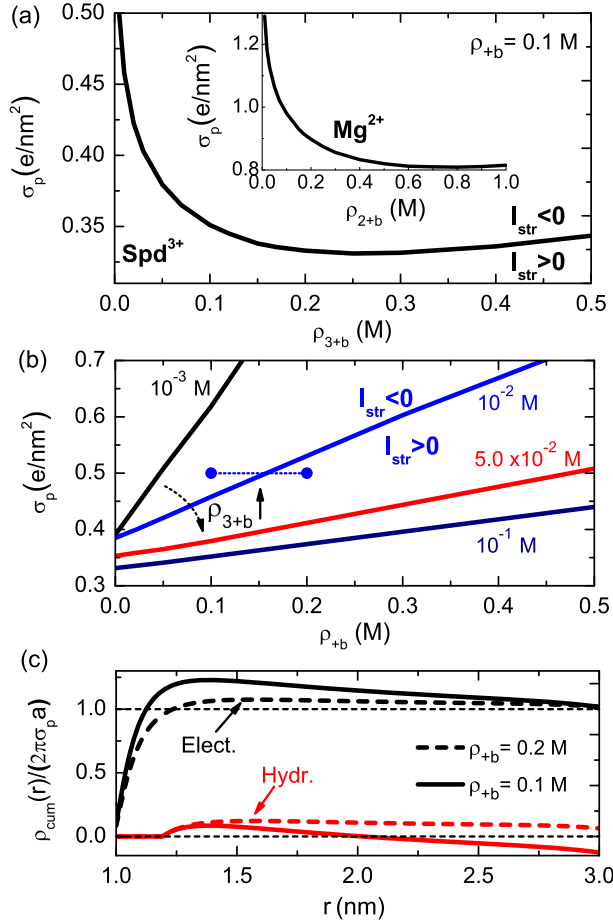 (a)
0.50
0.45
0.40
0.35
σp(e/nm²)
1.2
1.0
0.8
σp(e/nm²)
ρ+b= 0.1 M
Mg²⁺
0.0 0.2 0.4 0.6 0.8 1.0
ρ2+b (M)
Istr<0
Istr>0
Spd³⁺
0.0 0.1 0.2 0.3 0.4 0.5
ρ3+b (M)
(b)
0.7
0.6
0.5
0.4
0.3
σp(e/nm²)
10⁻³ M
Istr<0
Istr>0
10⁻² M
5.0 x10⁻² M
ρ3+b
10⁻¹ M
0.0 0.1 0.2 0.3 0.4 0.5
ρ+b (M)
(c)
1.0
0.5
0.0
ρcum(r)/(2πσpa)
Elect.
ρ+b= 0.2 M
ρ+b= 0.1 M
Hydr.
1.0 1.5 2.0 2.5 3.0
r (nm)